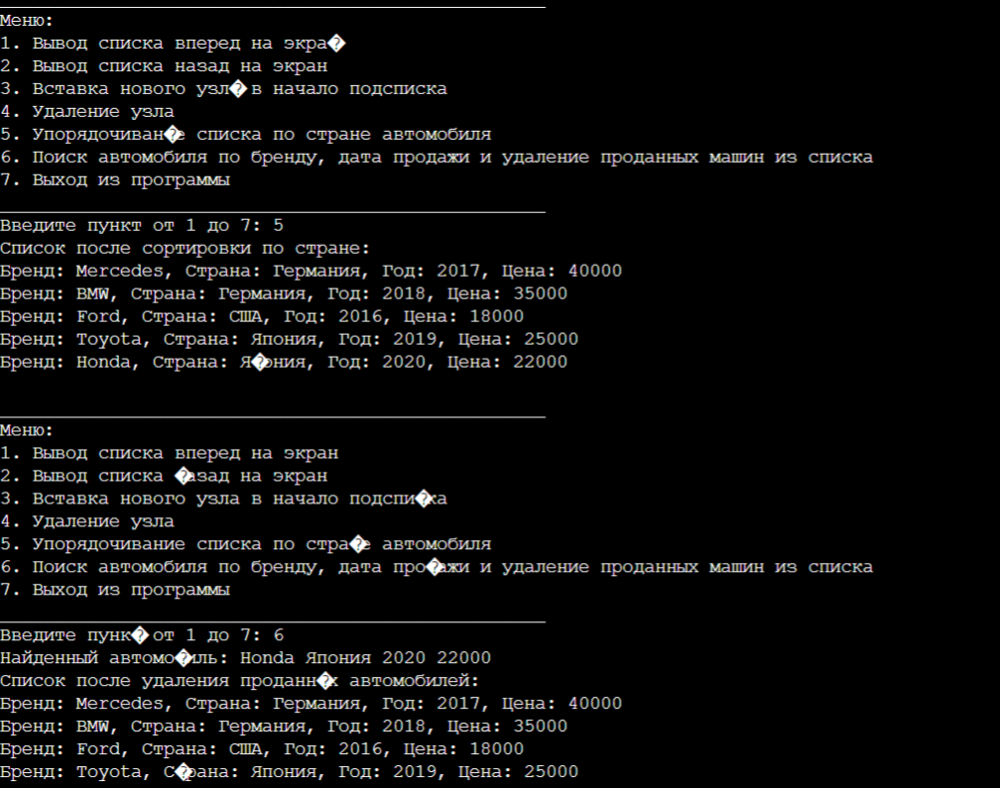 Меню:
1. Вывод списка вперед на экра�
2. Вывод списка назад на экран
3. Вставка нового узл� в начало подсписка
4. Удаление узла
5. Упорядочиван�е списка по стране автомобиля
6. Поиск автомобиля по бренду, дата продажи и удаление проданных машин из списка
7. Выход из программы
Введите пункт от 1 до 7: 5
Список после сортировки по стране:
Бренд: Mercedes, Страна: Германия, Год: 2017, Цена: 40000
Бренд: BMW, Страна: Германия, Год: 2018, Цена: 35000
Бренд: Ford, Страна: США, Год: 2016, Цена: 18000
Бренд: Toyota, Страна: Япония, Год: 2019, Цена: 25000
Бренд: Honda, Страна: Я�ония, Год: 2020, Цена: 22000
Меню:
1. Вывод списка вперед на экран
2. Вывод списка �азад на экран
3. Вставка нового узла в начало подспи�ка
4. Удаление узла
5. Упорядочивание списка по стра�е автомобиля
6. Поиск автомобиля по бренду, дата про�ажи и удаление проданных машин из списка
7. Выход из программы
Введите пунк� от 1 до 7: 6
Найденный автомо�иль: Honda Япония 2020 22000
Список после удаления проданн�х автомобилей:
Бренд: Mercedes, Страна: Германия, Год: 2017, Цена: 40000
Бренд: BMW, Страна: Германия, Год: 2018, Цена: 35000
Бренд: Ford, Страна: США, Год: 2016, Цена: 18000
Бренд: Toyota, С�рана: Япония, Год: 2019, Цена: 25000